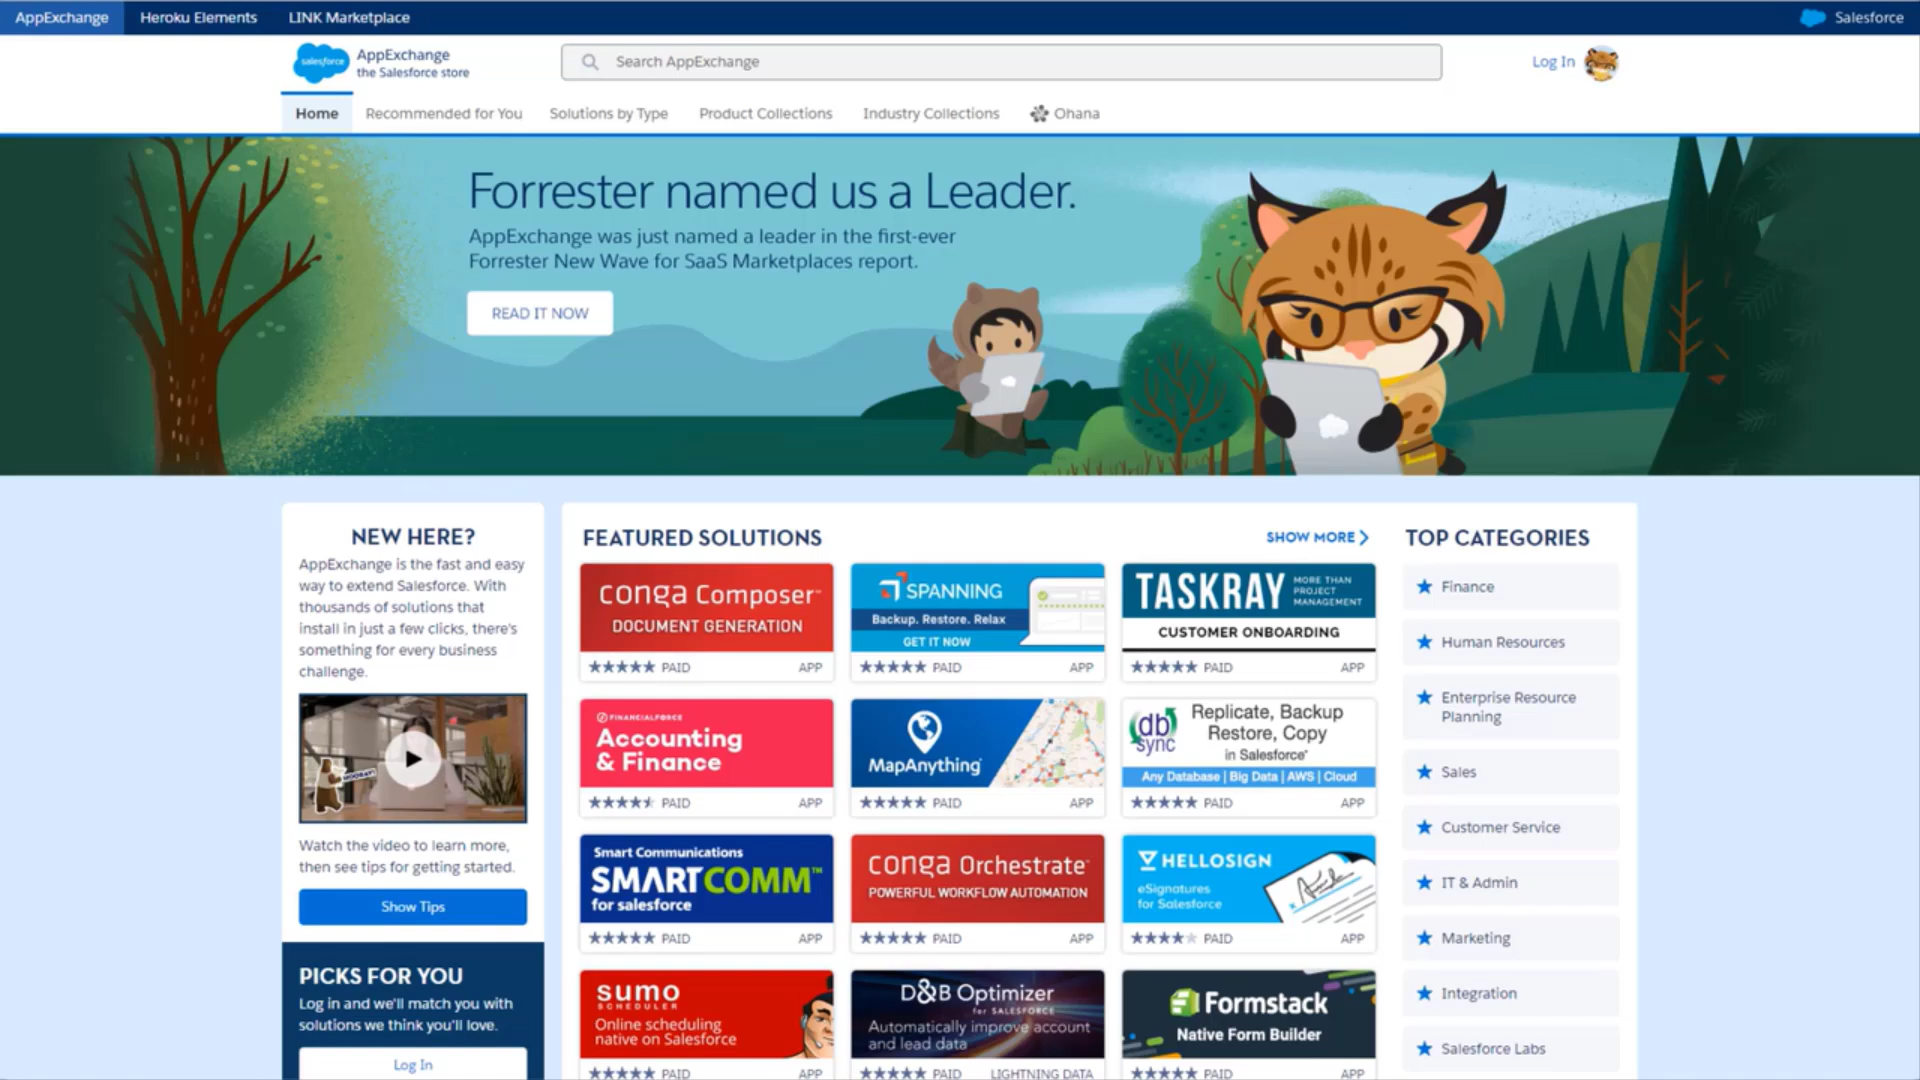 AppExchange
Heroku Elements
LINK Marketplace
Salesforce
salesforce
AppExchange
the Salesforce store
Search AppExchange
Log In
Home
Recommended for You
Solutions by Type
Product Collections
Industry Collections
Ohana
Forrester named us a Leader.
AppExchange was just named a leader in the first-ever
Forrester New Wave for SaaS Marketplaces report.
READ IT NOW
NEW HERE?
AppExchange is the fast and easy
way to extend Salesforce. With
thousands of solutions that
install in just a few clicks, there's
something for every business
challenge.
HOORAY!
Watch the video to learn more,
then see tips for getting started.
Show Tips
PICKS FOR YOU
Log in and we'll match you with
solutions we think you'll love.
Log In
FEATURED SOLUTIONS
SHOW MORE
conga Composer™
DOCUMENT GENERATION
PAID
APP
SPANNING
Backup. Restore. Relax
GET IT NOW
PAID
APP
TASKRAY
MORE THAN
PROJECT
MANAGEMENT
CUSTOMER ONBOARDING
PAID
APP
FINANCIALFORCE
Accounting
& Finance
PAID
APP
MapAnything
PAID
APP
db
sync
Replicate, Backup
Restore, Copy
in Salesforce
Any Database | Big Data | AWS | Cloud
PAID
APP
Smart Communications
SMARTCOMM™
for salesforce
PAID
APP
conga Orchestrate
POWERFUL WORKFLOW AUTOMATION
PAID
APP
HELLOSIGN
eSignatures
for Salesforce
PAID
APP
sumo
SCHEDULER
Online scheduling
native on Salesforce
PAID
APP
D&B Optimizer
for SALESFORCE
Automatically improve account
and lead data
PAID
LIGHTNING DATA
Formstack
Native Form Builder
PAID
APP
TOP CATEGORIES
Finance
Human Resources
Enterprise Resource
Planning
Sales
Customer Service
IT & Admin
Marketing
Integration
Salesforce Labs